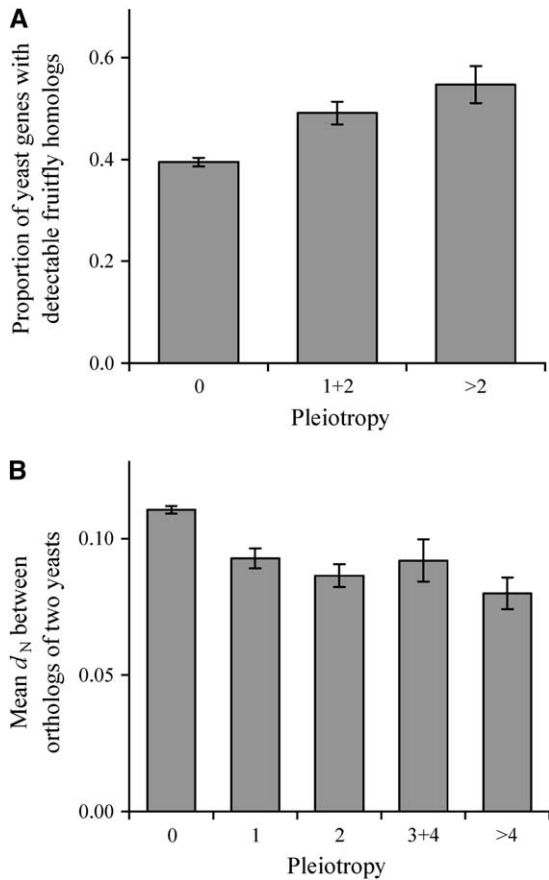 A
Proportion of yeast genes with
detectable fruitfly homologs
0.6
0.4
0.2
0.0
0 1+2 >2
Pleiotropy
B
Mean dN between
orthologs of two yeasts
0.10
0.05
0.00
0 1 2 3+4 >4
Pleiotropy